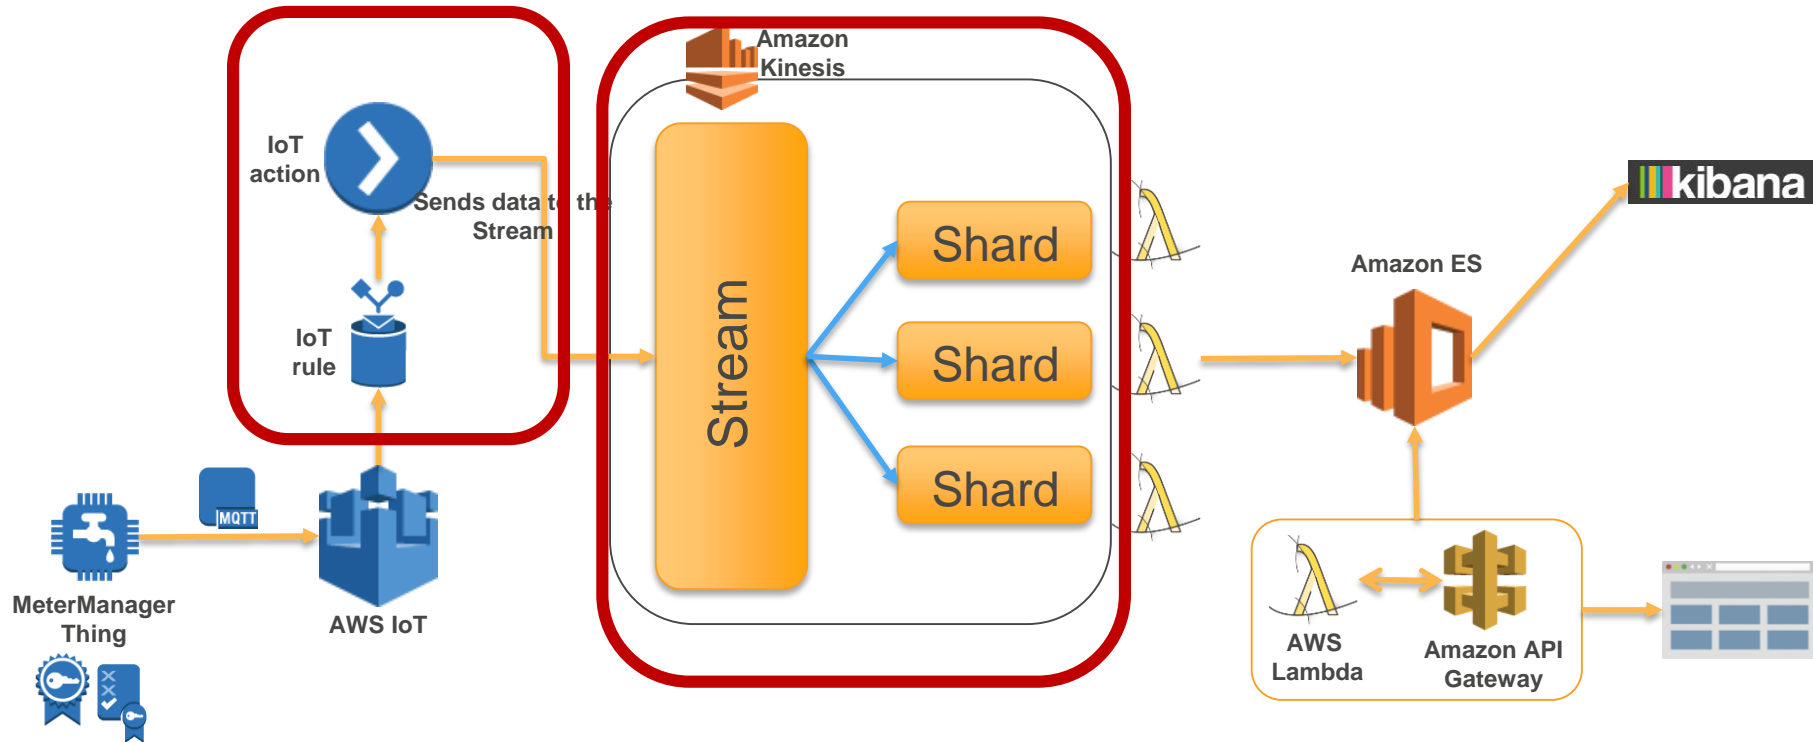 Amazon
Kinesis
IoT
action
Sends data to the
Stream
IoT
rule
Stream
Shard
Shard
Shard
kibana
Amazon ES
MQTT
MeterManager
Thing
AWS IoT
AWS
Lambda
Amazon API
Gateway